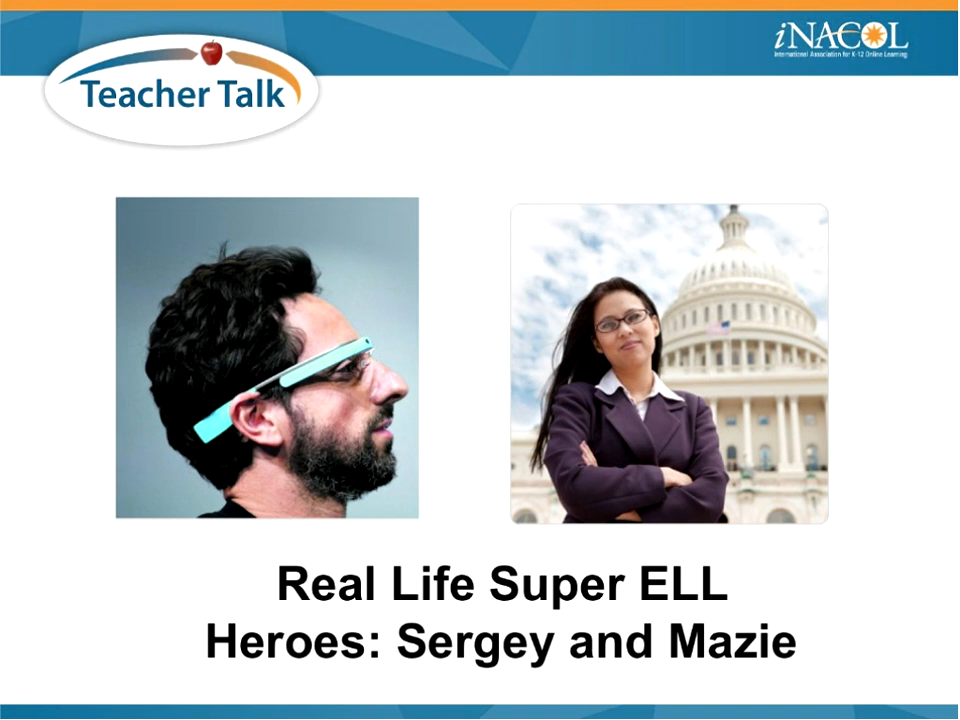 iNACOL
International Association for K-12 Online Learning
Teacher Talk
Real Life Super ELL
Heroes: Sergey and Mazie